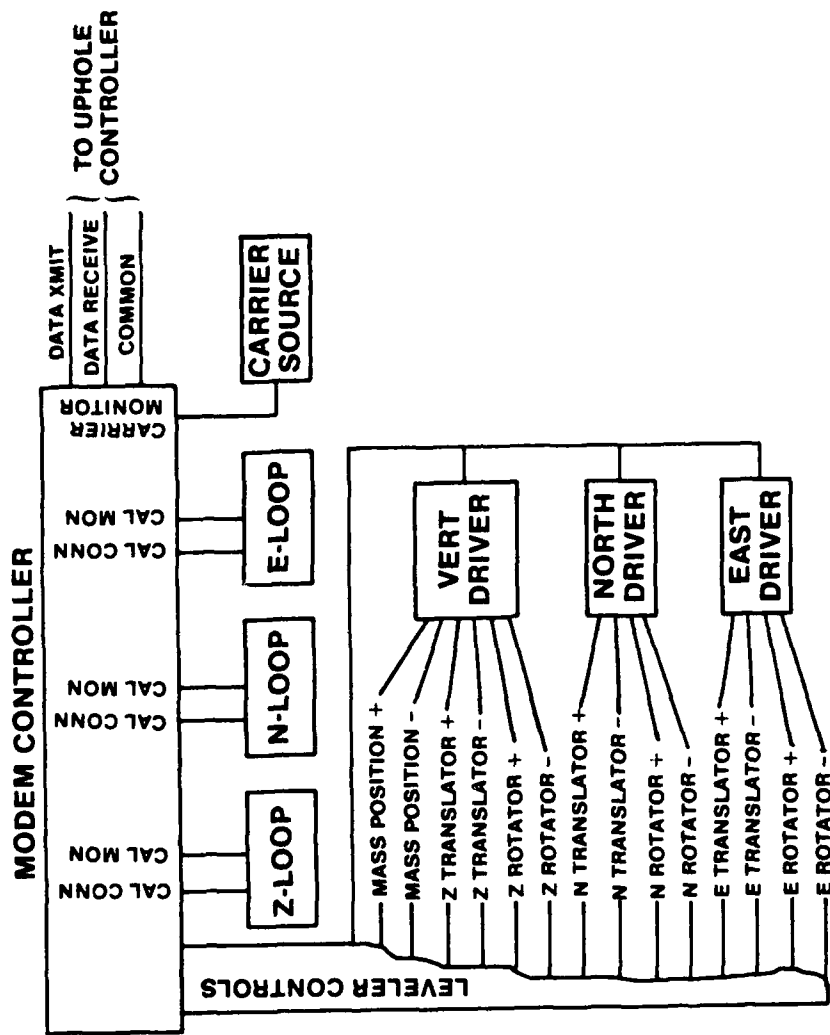 MODEM CONTROLLER
CAL CONN
CAL MON
CAL CONN
CAL MON
CAL CONN
CAL MON
CARRIER
MONITOR
DATA XMIT
DATA RECEIVE
COMMON
TO UPHOLE
CONTROLLER
Z-LOOP
N-LOOP
E-LOOP
CARRIER
SOURCE
LEVELER CONTROLS
MASS POSITION +
MASS POSITION -
Z TRANSLATOR +
Z TRANSLATOR -
Z ROTATOR +
Z ROTATOR -
N TRANSLATOR +
N TRANSLATOR -
N ROTATOR +
N ROTATOR -
E TRANSLATOR +
E TRANSLATOR -
E ROTATOR +
E ROTATOR -
VERT
DRIVER
NORTH
DRIVER
EAST
DRIVER